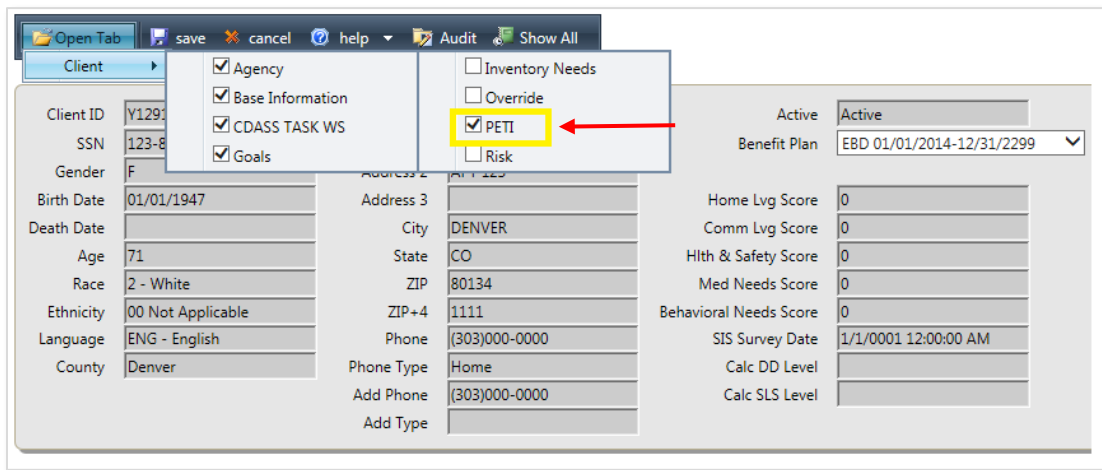 Open Tab save cancel help Audit Show All
Client Agency Inventory Needs
Base Information Override
CDASS TASK WS PETI
Goals Risk
Client ID Y1291 Active Active
SSN 123-8 Benefit Plan EBD 01/01/2014-12/31/2299
Gender F Address 2 APT 123
Birth Date 01/01/1947 Address 3 Home Lvg Score 0
Death Date City DENVER Comm Lvg Score 0
Age 71 State CO Hlth & Safety Score 0
Race 2 - White ZIP 80134 Med Needs Score 0
Ethnicity 00 Not Applicable ZIP+4 1111 Behavioral Needs Score 0
Language ENG - English Phone (303)000-0000 SIS Survey Date 1/1/0001 12:00:00 AM
County Denver Phone Type Home Calc DD Level
Add Phone (303)000-0000 Calc SLS Level
Add Type